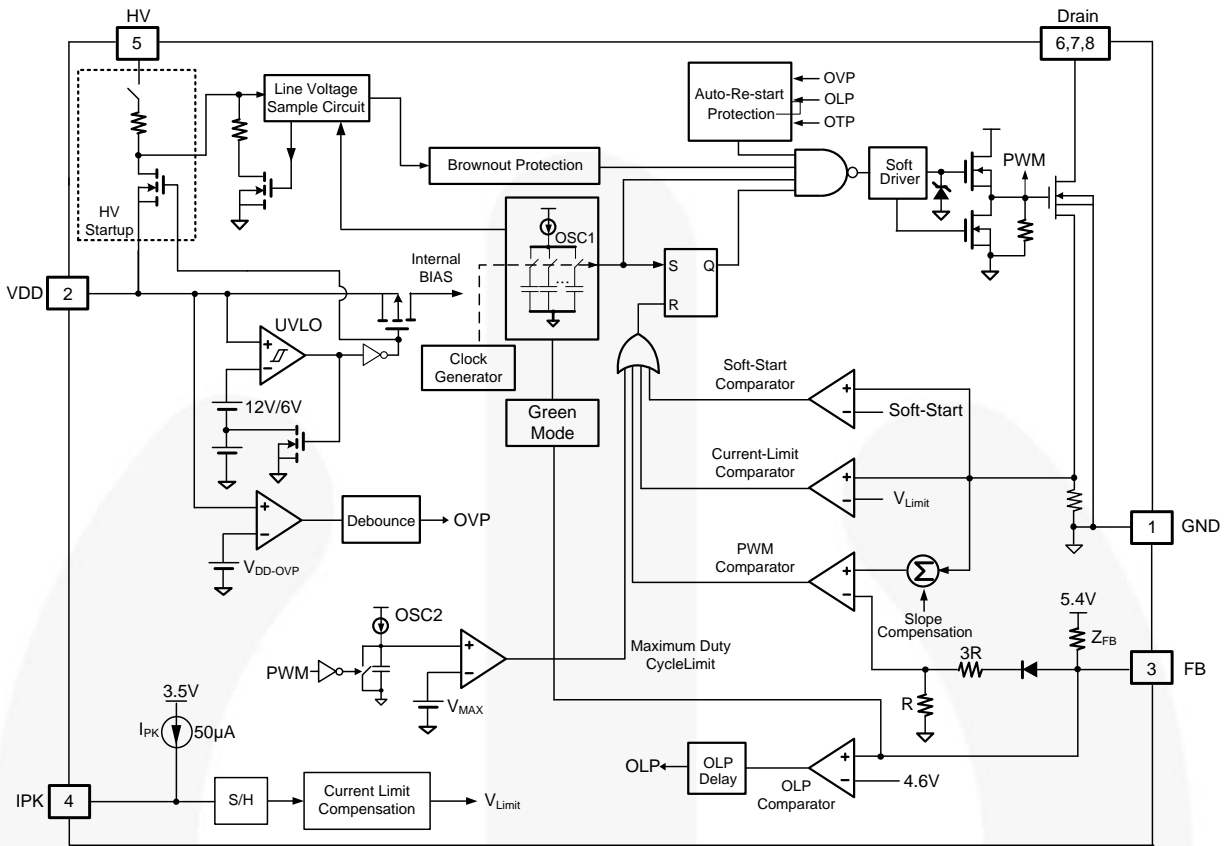 HV
5
Drain
6,7,8
Line Voltage
Sample Circuit
Auto-Re-start
Protection
OVP
OLP
OTP
Brownout Protection
Soft
Driver
PWM
HV
Startup
OSC1
...
S
Q
R
Internal
BIAS
VDD
2
UVLO
12V/6V
Clock
Generator
Green
Mode
Soft-Start
Comparator
+
−
Soft-Start
Current-Limit
Comparator
+
−
VLimit
1
GND
+
−
+
−
Debounce
OVP
VDD-OVP
PWM
Comparator
+
−
Σ
Slope
Compensation
5.4V
ZFB
3R
3
FB
R
OSC2
PWM
+
−
VMAX
Maximum Duty
CycleLimit
3.5V
IPK
50µA
IPK
4
S/H
Current Limit
Compensation
VLimit
OLP
OLP
Delay
+
−
4.6V
OLP
Comparator